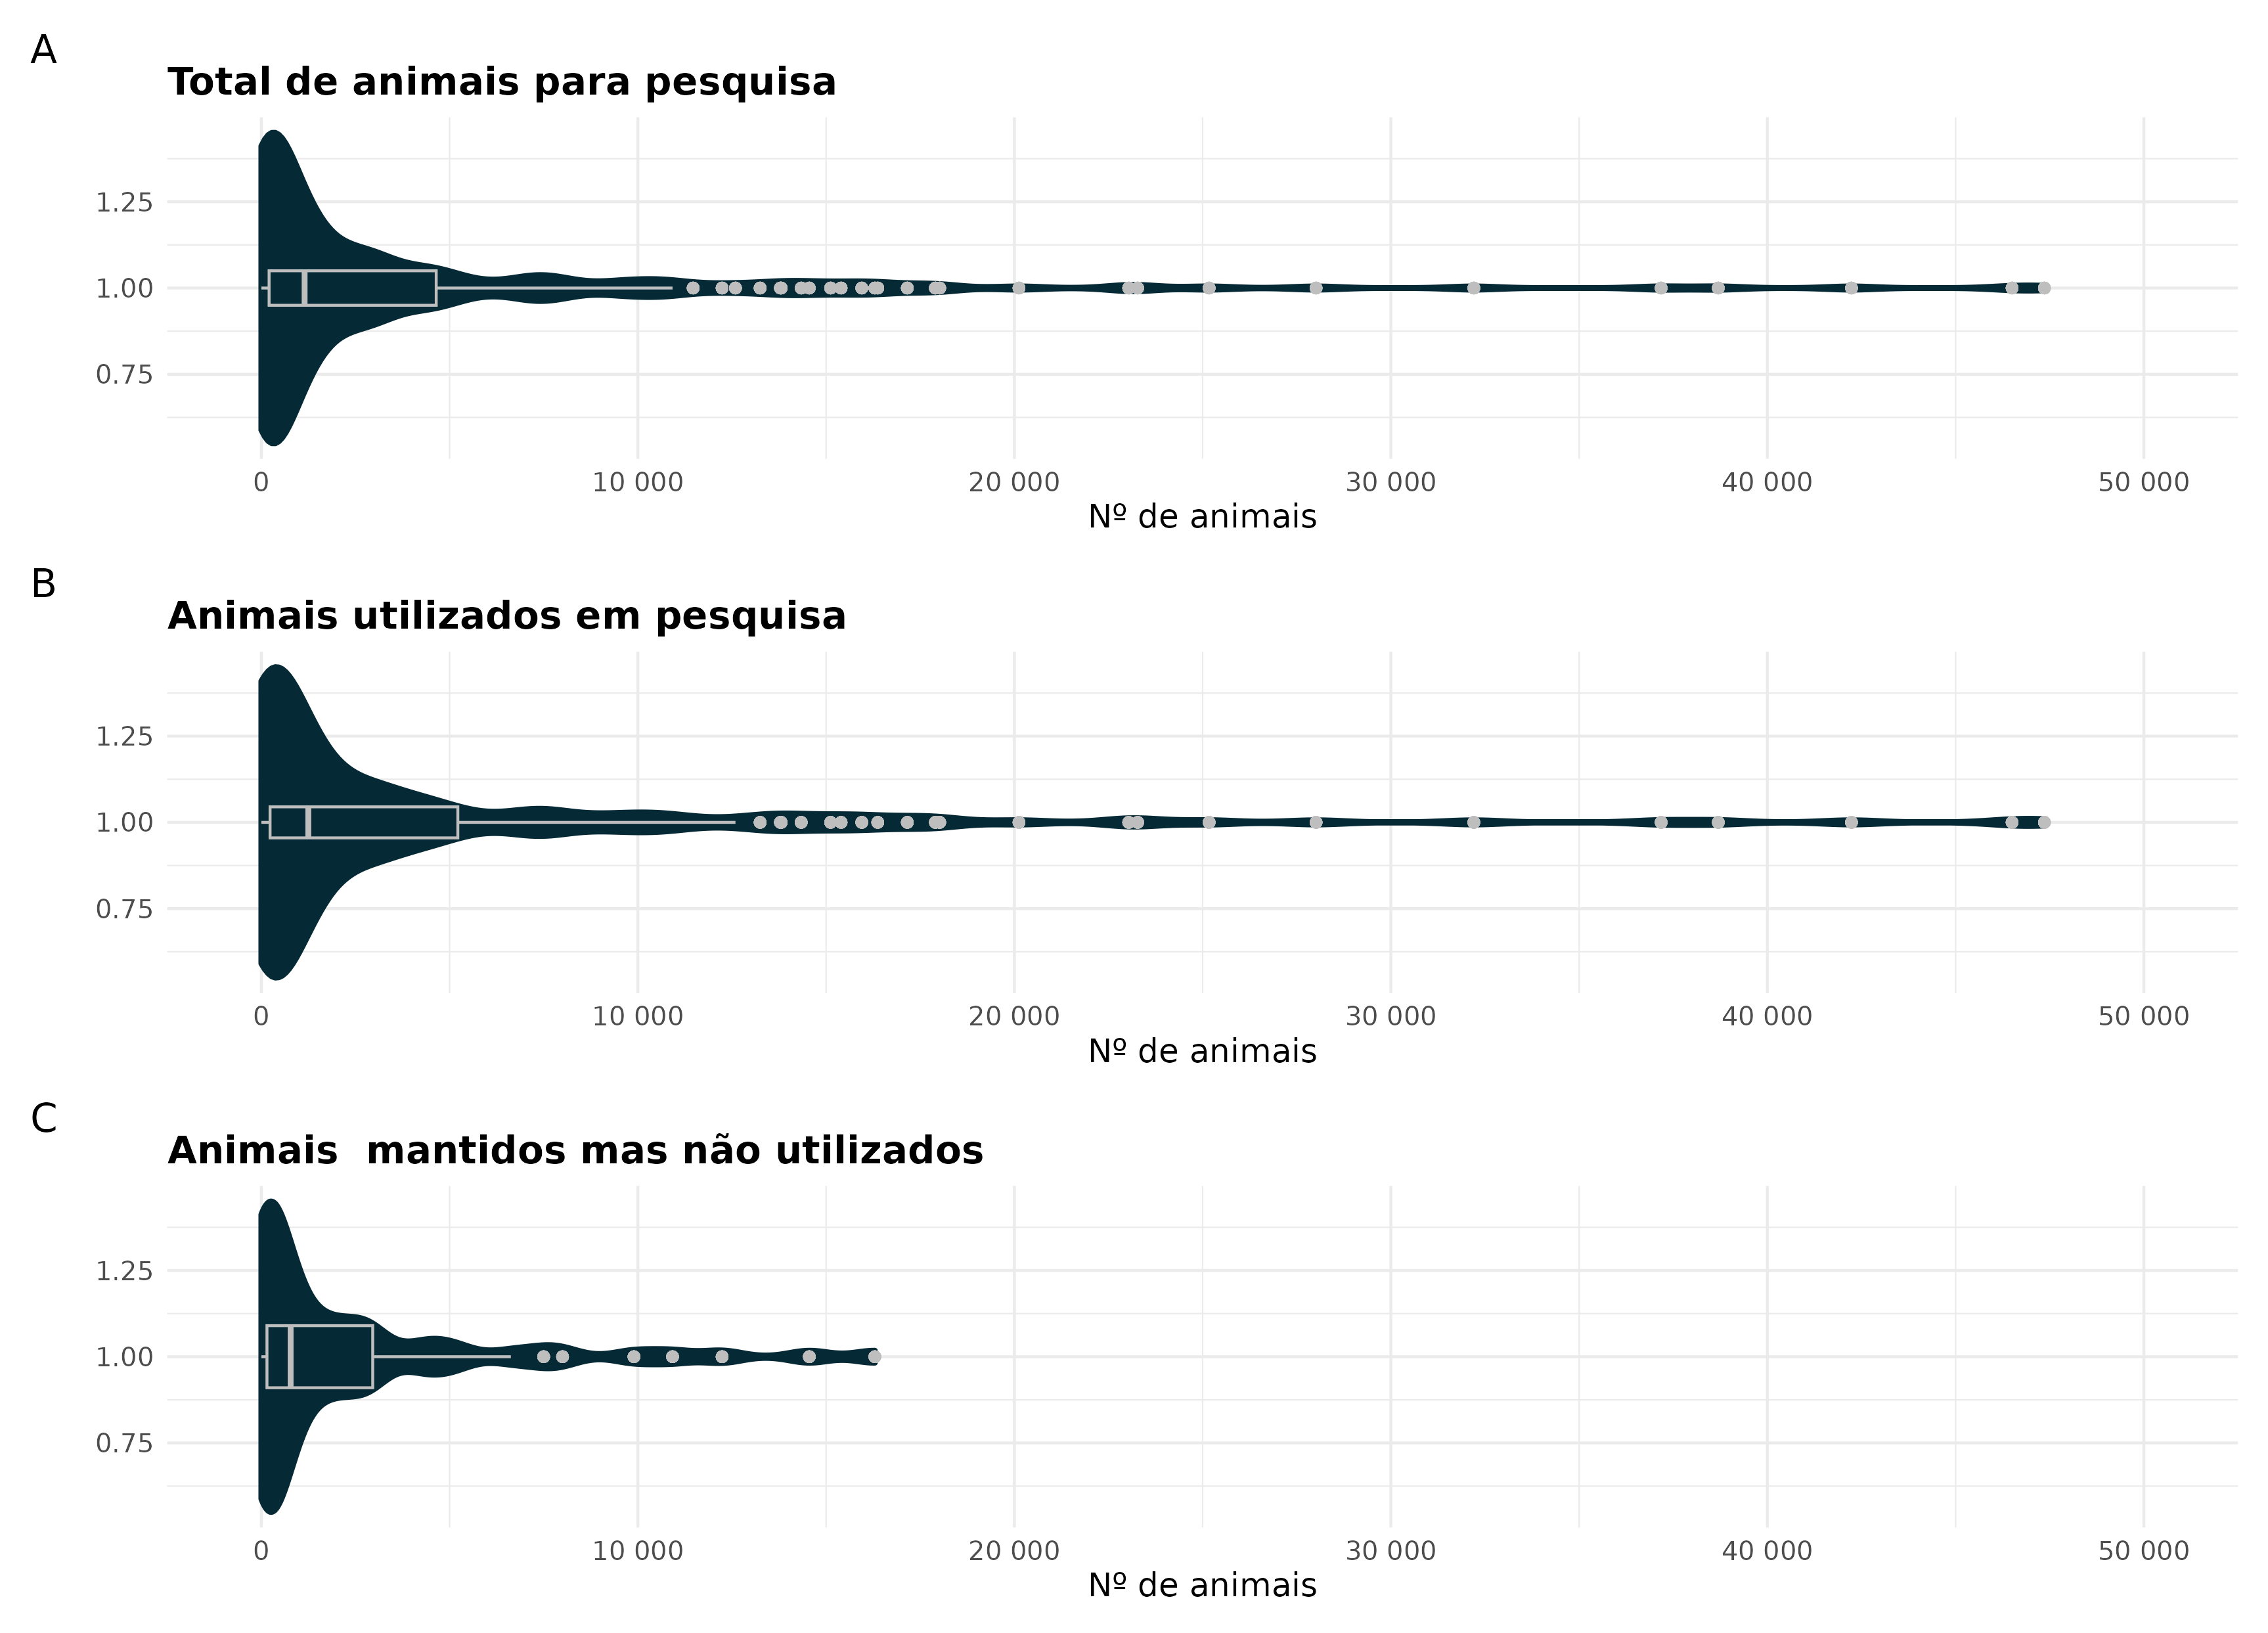 A
Total de animais para pesquisa
1.25
1.00
0.75
0 10 000 20 000 30 000 40 000 50 000
Nº de animais
B
Animais utilizados em pesquisa
1.25
1.00
0.75
0 10 000 20 000 30 000 40 000 50 000
Nº de animais
C
Animais  mantidos mas não utilizados
1.25
1.00
0.75
0 10 000 20 000 30 000 40 000 50 000
Nº de animais